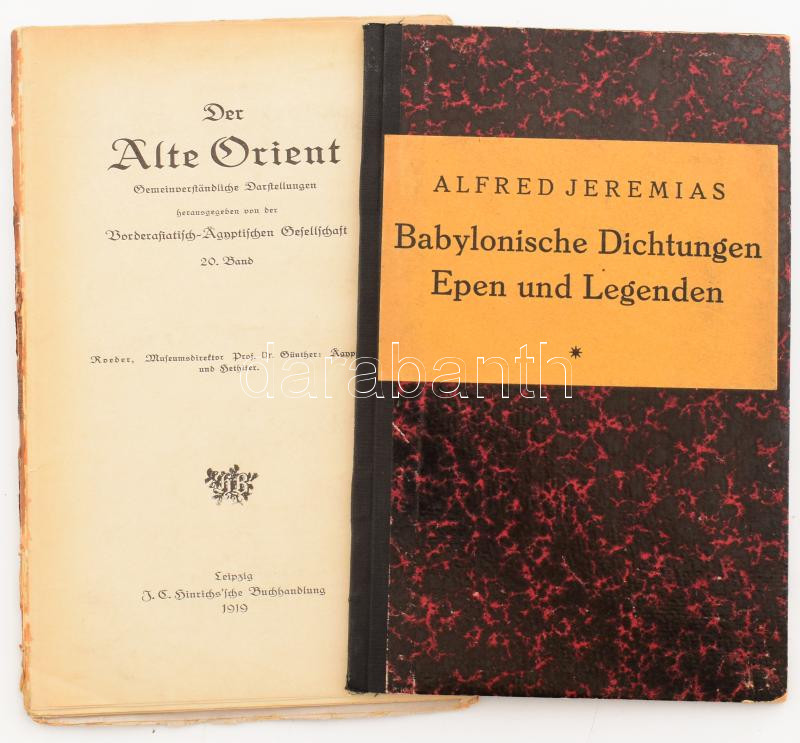 Der
Alte Orient
Gemeinverständliche Darstellungen
herausgegeben von der
Vorderasiatisch-Ägyptischen Gesellschaft
20. Band
Roeder, Museumsdirektor Prof. Dr. Günther:
und Hethiter.
Leipzig
J. C. Hinrichs'sche Buchhandlung
1919
ALFRED JEREMIAS
Babylonische Dichtungen
Epen und Legenden
darabanth